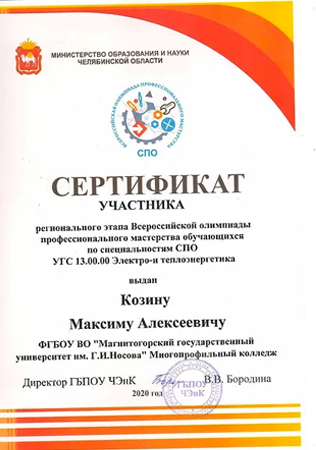 МИНИСТЕРСТВО ОБРАЗОВАНИЯ И НАУКИ
ЧЕЛЯБИНСКОЙ ОБЛАСТИ
ВСЕРОССИЙСКАЯ ОЛИМПИАДА ПРОФЕССИОНАЛЬНОГО МАСТЕРСТВА
СПО
СЕРТИФИКАТ
УЧАСТНИКА
регионального этапа Всероссийской олимпиады
профессионального мастерства обучающихся
по специальностям СПО
УГС 13.00.00 Электро-и теплоэнергетика
выдан
Козину
Максиму Алексеевичу
ФГБОУ ВО "Магнитогорский государственный
университет им. Г.И.Носова" Многопрофильный колледж
Директор ГБПОУ ЧЭнК В.В. Бородина
ГБПОУ
ЧЭнК
2020 год